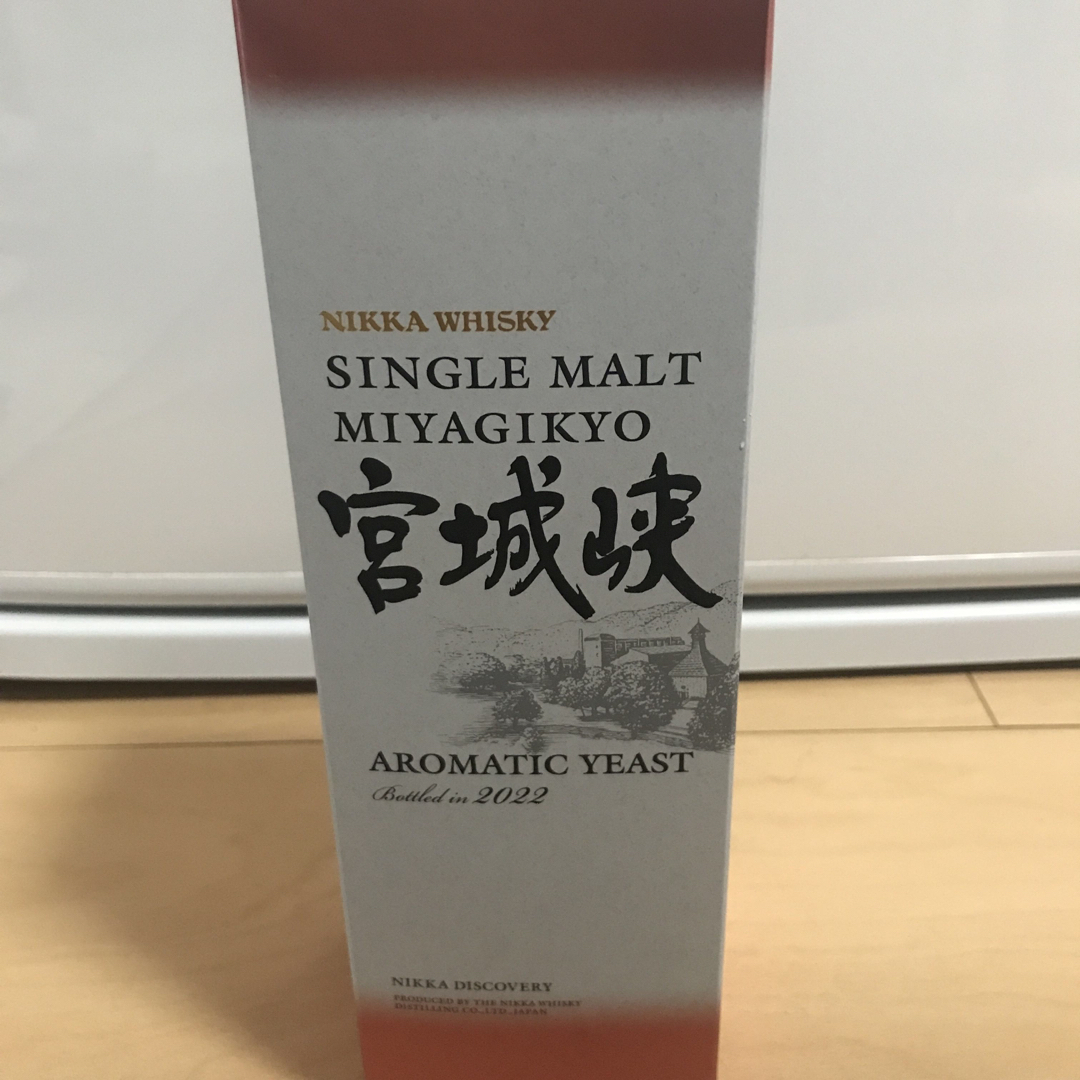 NIKKA WHISKY
SINGLE MALT
MIYAGIKYO
宮城峡
AROMATIC YEAST
Bottled in 2022
NIKKA DISCOVERY
PRODUCED BY THE NIKKA WHISKY
DISTILLING CO.,LTD.,JAPAN